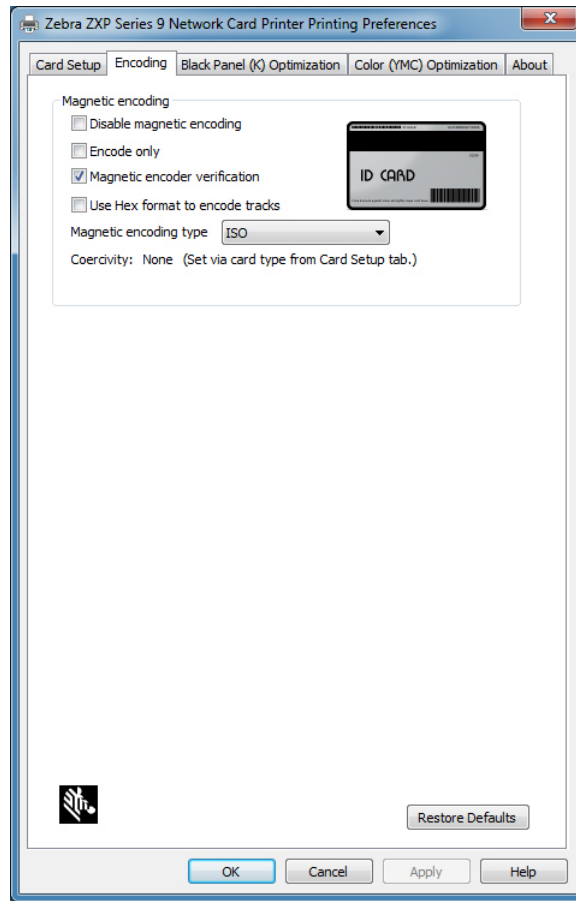 Zebra ZXP Series 9 Network Card Printer Printing Preferences
Card Setup Encoding Black Panel (K) Optimization Color (YMC) Optimization About
Magnetic encoding
Disable magnetic encoding
Encode only
Magnetic encoder verification
Use Hex format to encode tracks
ID CARD
Magnetic encoding type ISO
Coercivity: None (Set via card type from Card Setup tab.)
Restore Defaults
OK Cancel Apply Help